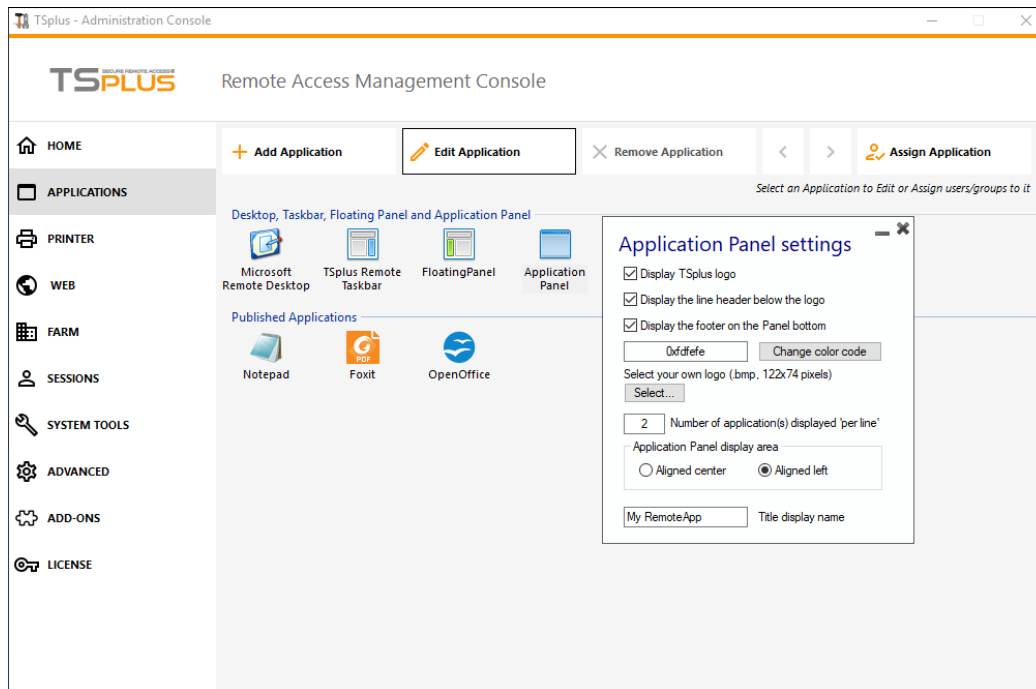 TSplus - Administration Console
TSPLUS
SECURE REMOTE ACCESS
Remote Access Management Console
HOME
APPLICATIONS
PRINTER
WEB
FARM
SESSIONS
SYSTEM TOOLS
ADVANCED
ADD-ONS
LICENSE
Add Application
Edit Application
Remove Application
Assign Application
Select an Application to Edit or Assign users/groups to it
Desktop, Taskbar, Floating Panel and Application Panel
Microsoft
Remote Desktop
TSplus Remote
Taskbar
FloatingPanel
Application
Panel
Published Applications
Notepad
PDF
Foxit
OpenOffice
Application Panel settings
Display TSplus logo
Display the line header below the logo
Display the footer on the Panel bottom
0xfdfefe
Change color code
Select your own logo (.bmp, 122x74 pixels)
Select...
2 Number of application(s) displayed 'per line'
Application Panel display area
Aligned center
Aligned left
My RemoteApp
Title display name